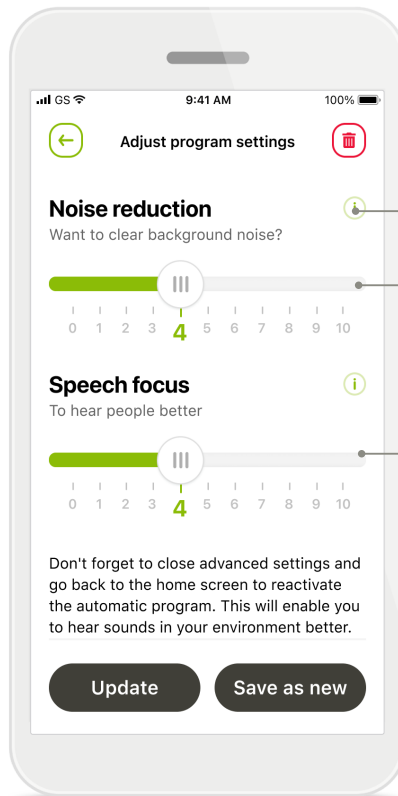 GS 9:41 AM 100%
Adjust program settings
Noise reduction
i
Want to clear background noise?
0 1 2 3 4 5 6 7 8 9 10
Speech focus
i
To hear people better
0 1 2 3 4 5 6 7 8 9 10
Don't forget to close advanced settings and
go back to the home screen to reactivate
the automatic program. This will enable you
to hear sounds in your environment better.
Update Save as new